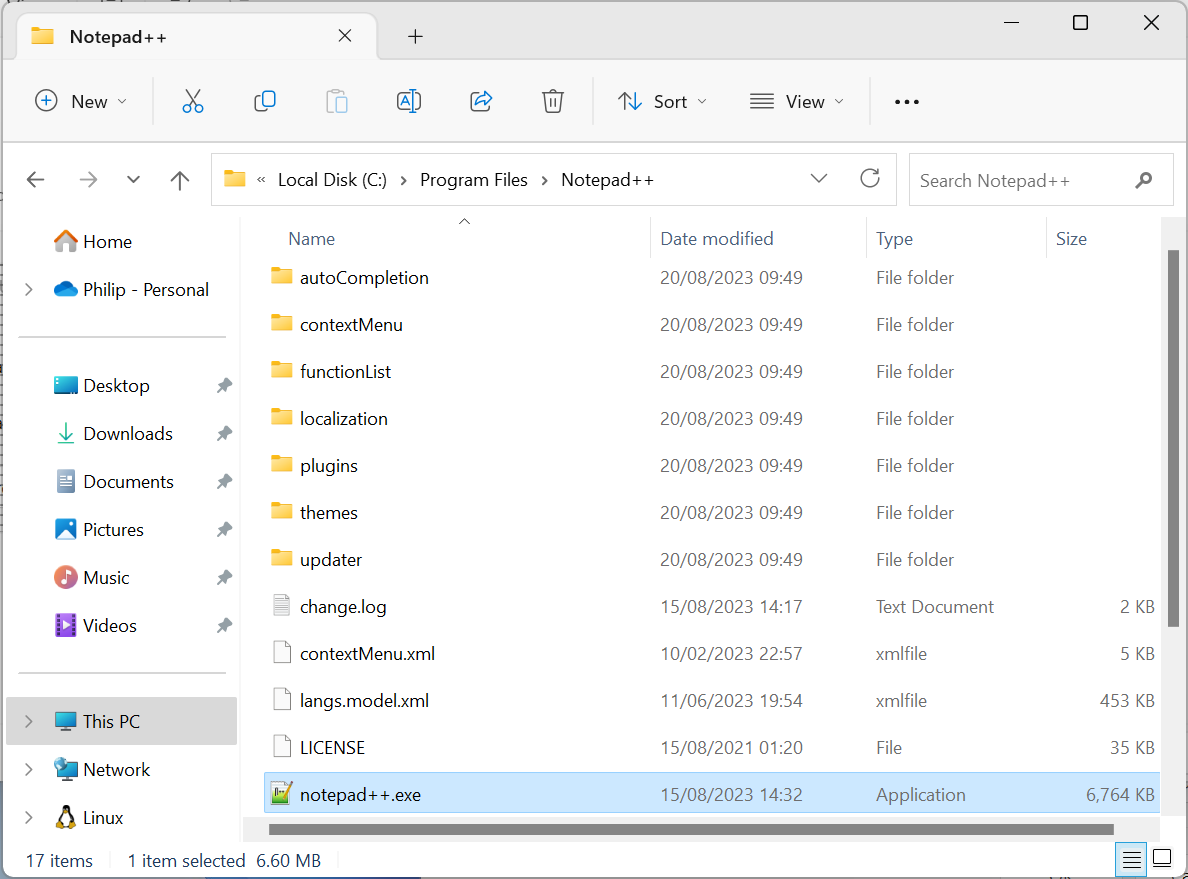 Notepad++
New
Sort
View
« Local Disk (C:) > Program Files > Notepad++
Search Notepad++
Home
Philip - Personal
Desktop
Downloads
Documents
Pictures
Music
Videos
This PC
Network
Linux
Name Date modified Type Size
autoCompletion 20/08/2023 09:49 File folder
contextMenu 20/08/2023 09:49 File folder
functionList 20/08/2023 09:49 File folder
localization 20/08/2023 09:49 File folder
plugins 20/08/2023 09:49 File folder
themes 20/08/2023 09:49 File folder
updater 20/08/2023 09:49 File folder
change.log 15/08/2023 14:17 Text Document 2 KB
contextMenu.xml 10/02/2023 22:57 xmlfile 5 KB
langs.model.xml 11/06/2023 19:54 xmlfile 453 KB
LICENSE 15/08/2021 01:20 File 35 KB
notepad++.exe 15/08/2023 14:32 Application 6,764 KB
17 items 1 item selected 6.60 MB